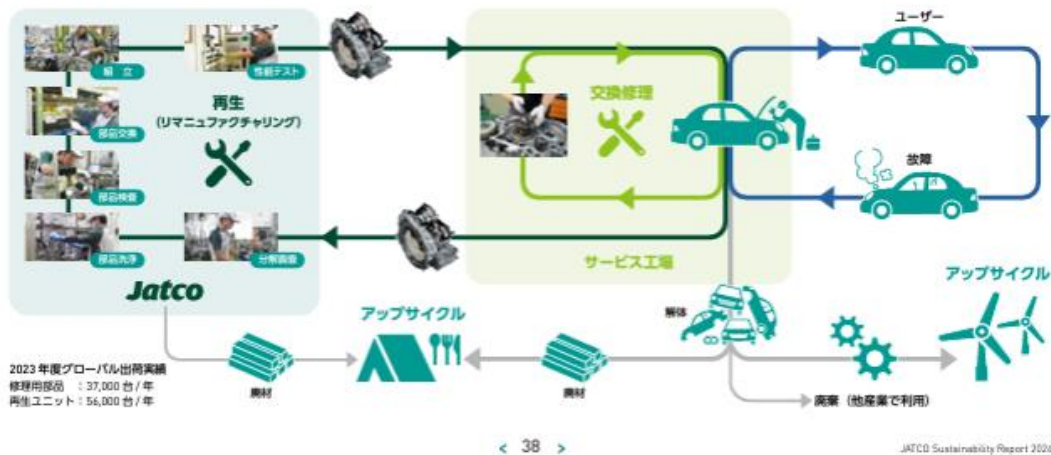 組 立
性能テスト
部品交換
再生
(リマニュファクチャリング)
部品検査
部品洗浄
分解調査
Jatco
交換修理
サービス工場
ユーザー
故障
アップサイクル
解体
アップサイクル
廃材
廃材
廃棄(他産業で利用)
2023 年度グローバル出荷実績
修理用部品 :37,000 台 / 年
再生ユニット:56,000 台 / 年
< 38 >
JATCO Sustainability Report 2024